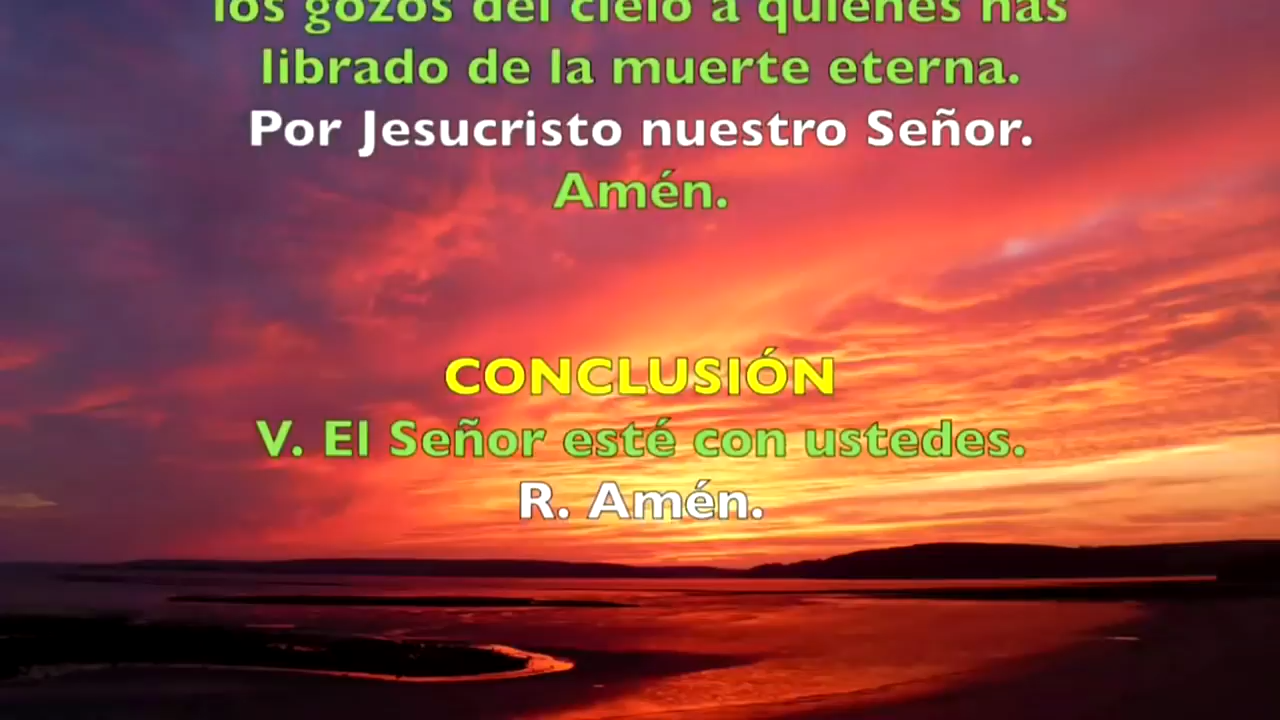 los gozos del cielo a quienes has
librado de la muerte eterna.
Por Jesucristo nuestro Señor.
Amén.
CONCLUSIÓN
V. El Señor esté con ustedes.
R. Amén.